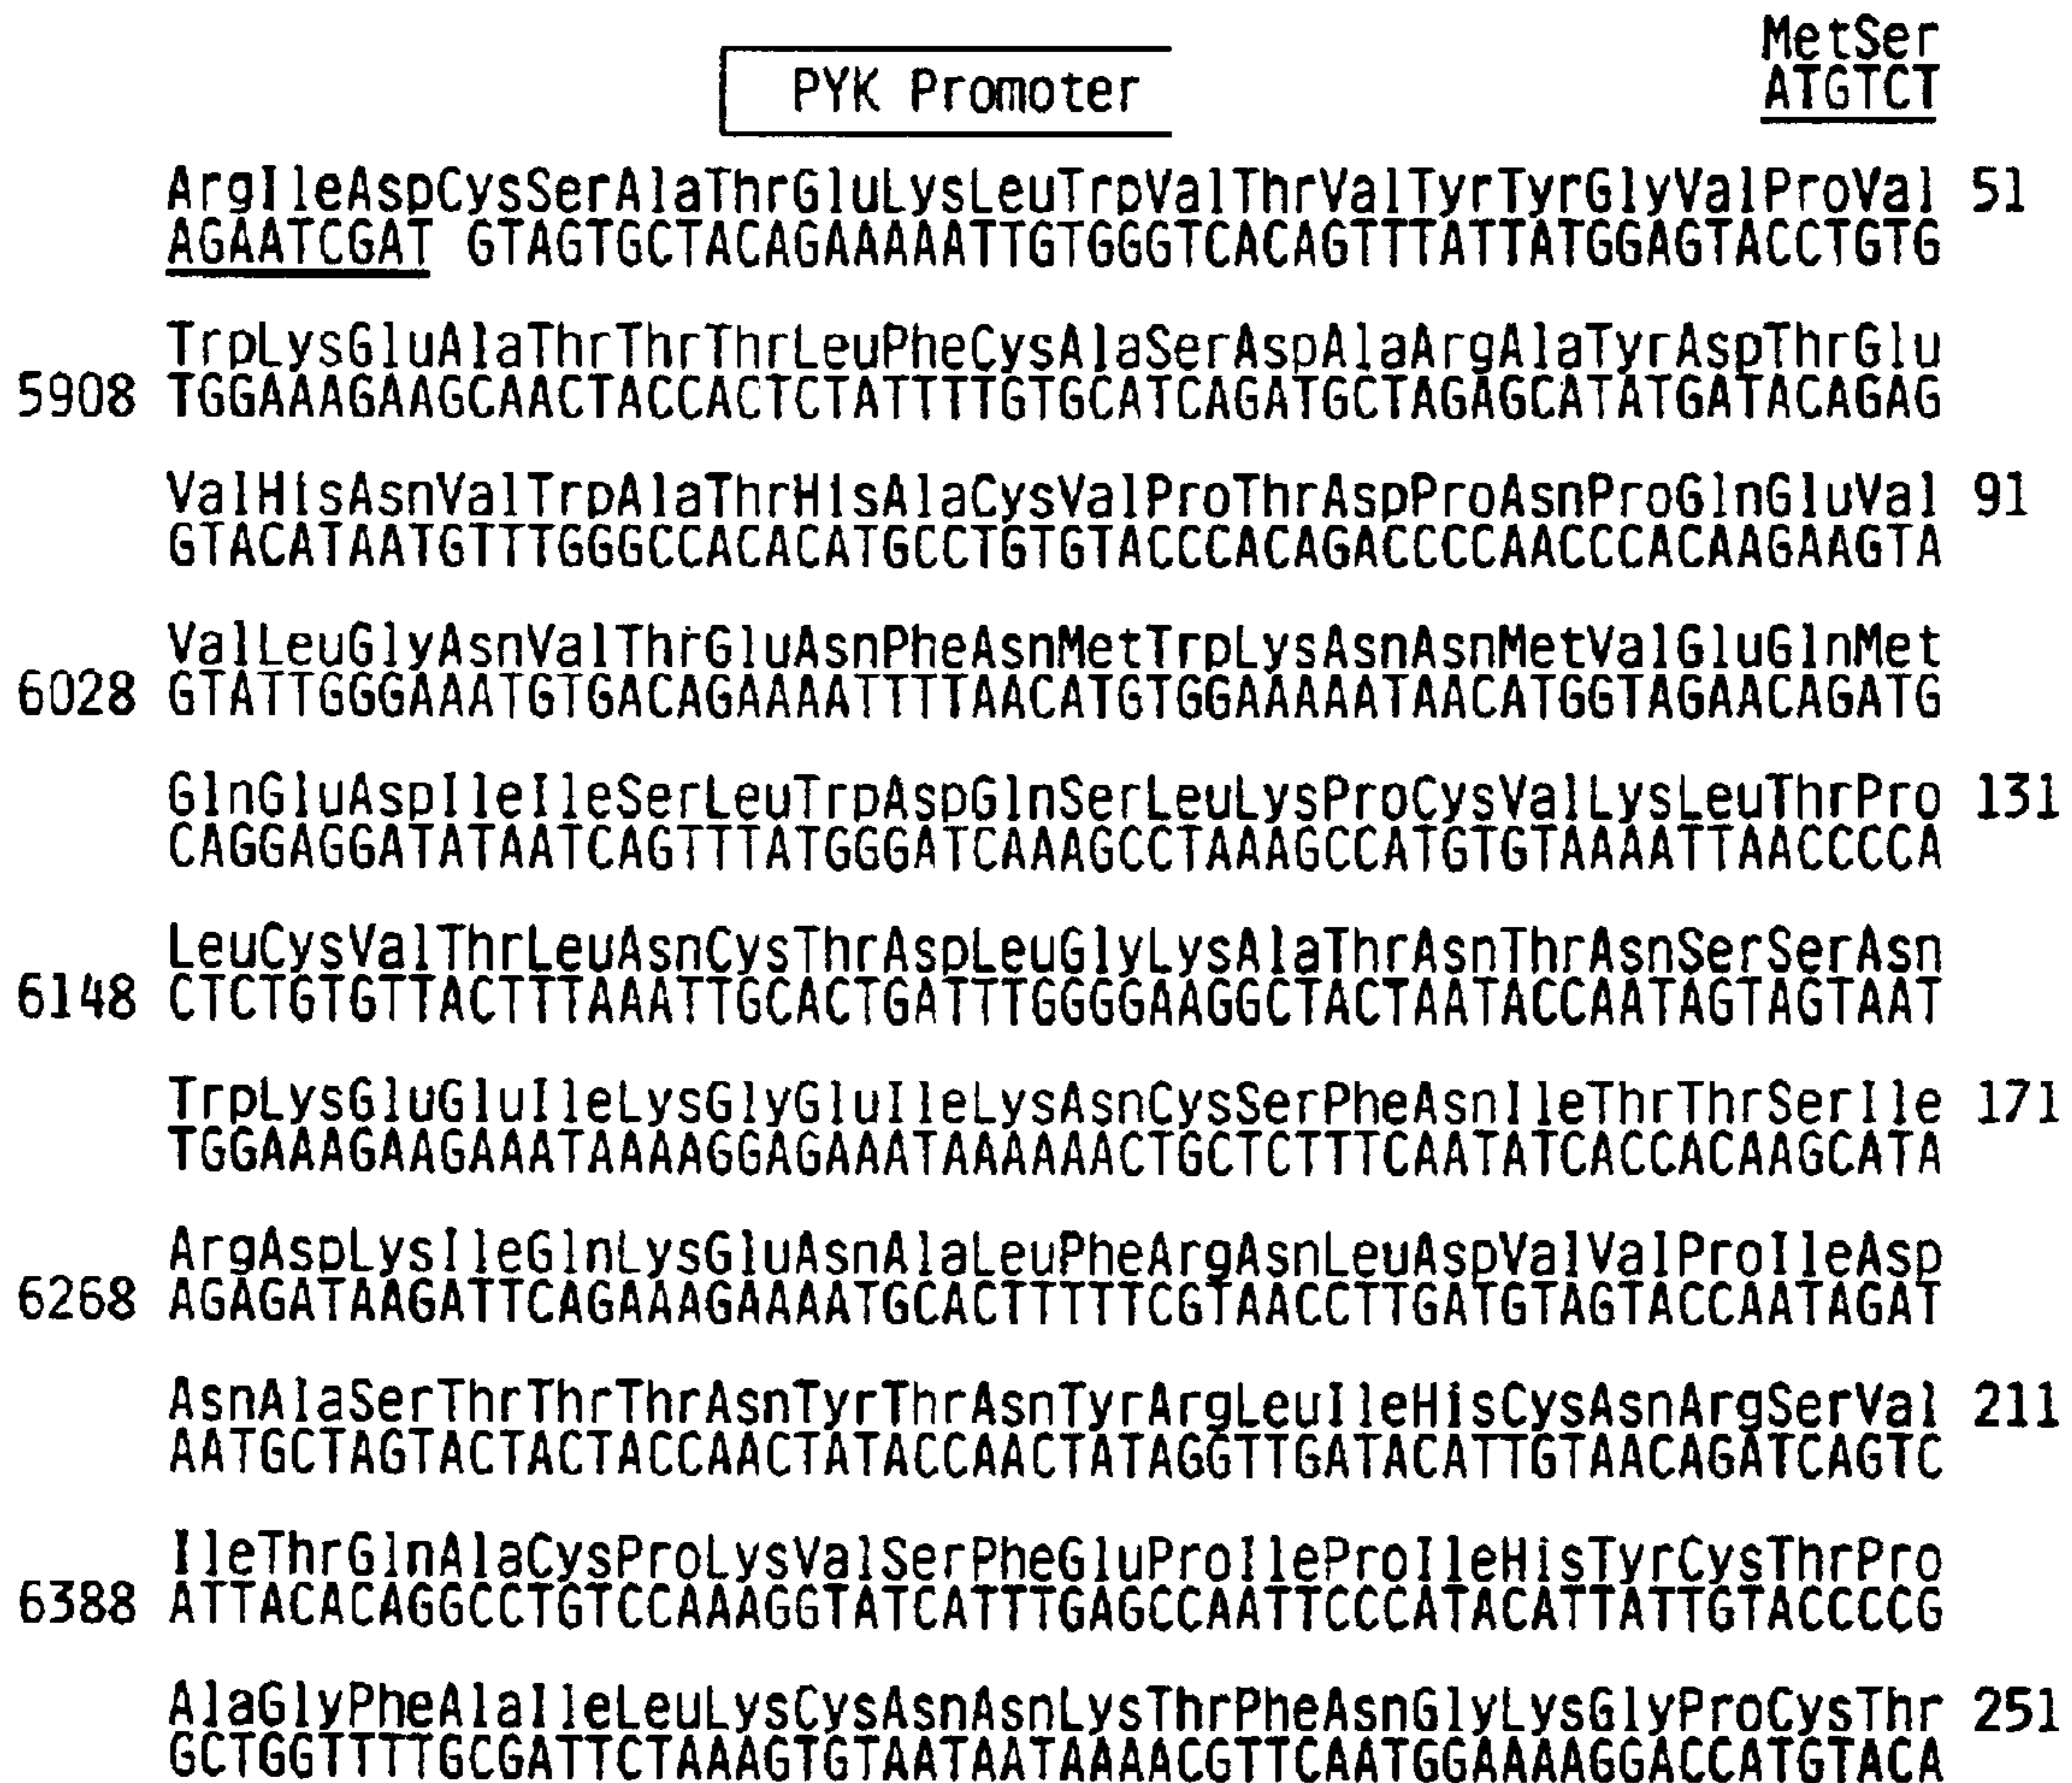 MetSer
PYK Promoter
ATGTCT
ArgIleAspCysSerAlaThrGluLysLeuTrpValThrValTyrTyrGlyValProVal 51
AGAATCGAT GTAGTGCTACAGAAAAATTGTGGGTCACAGTTTATTATGGAGTACCTGTG
TrpLysGluAlaThrThrThrLeuPheCysAlaSerAspAlaArgAlaTyrAspThrGlu
5908 TGGAAAGAAGCAACTACCACTCTATTTTGTGCATCAGATGCTAGAGCATATGATACAGAG
ValHisAsnValTrpAlaThrHisAlaCysValProThrAspProAsnProGlnGluVal 91
GTACATAATGTTTGGGCCACACATGCCTGTGTACCCACAGACCCCAACCCACAAGAAGTA
ValLeuGlyAsnValThrGluAsnPheAsnMetTrpLysAsnAsnMetValGluGlnMet
6028 GTATTGGGAAATGTGACAGAAAATTTTAACATGTGGAAAAATAACATGGTAGAACAGATG
GlnGluAspIleIleSerLeuTrpAspGlnSerLeuLysProCysValLysLeuThrPro 131
CAGGAGGATATAATCAGTTTATGGGATCAAAGCCTAAAGCCATGTGTAAAATTAACCCCA
LeuCysValThrLeuAsnCysThrAspLeuGlyLysAlaThrAsnThrAsnSerSerAsn
6148 CTCTGTGTTACTTTAAATTGCACTGATTTGGGGAAGGCTACTAATACCAATAGTAGTAAT
TrpLysGluGluIleLysGlyGluIleLysAsnCysSerPheAsnIleThrThrSerIle 171
TGGAAAGAAGAAATAAAAGGAGAAATAAAAAACTGCTCTTTCAATATCACCACAAGCATA
ArgAspLysIleGlnLysGluAsnAlaLeuPheArgAsnLeuAspValValProIleAsp
6268 AGAGATAAGATTCAGAAAGAAAATGCACTTTTTCGTAACCTTGATGTAGTACCAATAGAT
AsnAlaSerThrThrThrAsnTyrThrAsnTyrArgLeuIleHisCysAsnArgSerVal 211
AATGCTAGTACTACTACCAACTATACCAACTATAGGTTGATACATTGTAACAGATCAGTC
IleThrGlnAlaCysProLysValSerPheGluProIleProIleHisTyrCysThrPro
6388 ATTACACAGGCCTGTCCAAAGGTATCATTTGAGCCAATTCCCATACATTATTGTACCCCG
AlaGlyPheAlaIleLeuLysCysAsnAsnLysThrPheAsnGlyLysGlyProCysThr 251
GCTGGTTTTGCGATTCTAAAGTGTAATAATAAAACGTTCAATGGAAAAGGACCATGTACA